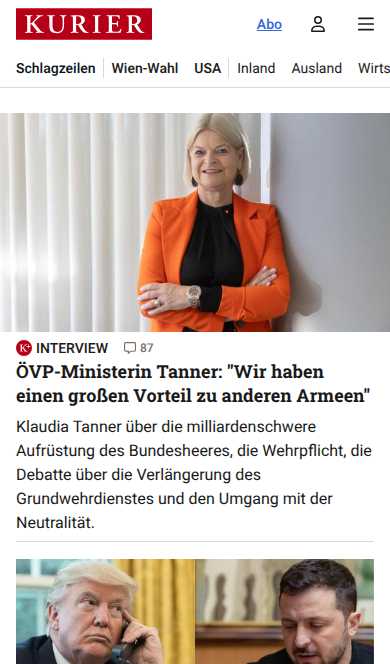 KURIER
Abo
Schlagzeilen Wien-Wahl USA Inland Ausland Wirts
K+ INTERVIEW 87
ÖVP-Ministerin Tanner: "Wir haben
einen großen Vorteil zu anderen Armeen"
Klaudia Tanner über die milliardenschwere
Aufrüstung des Bundesheeres, die Wehrpflicht, die
Debatte über die Verlängerung des
Grundwehrdienstes und den Umgang mit der
Neutralität.